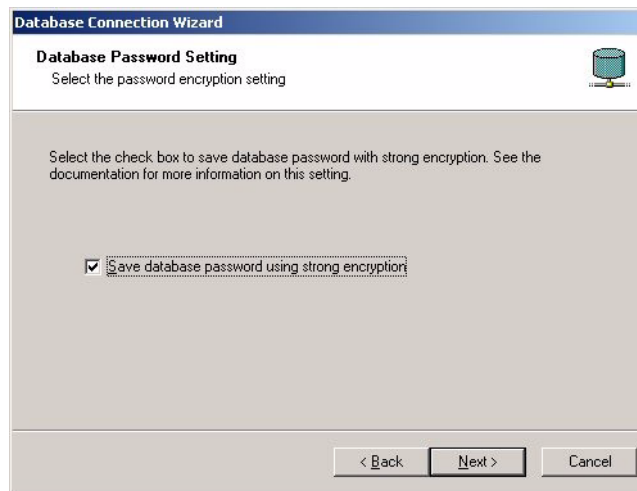 Database Connection Wizard
Database Password Setting
Select the password encryption setting
Select the check box to save database password with strong encryption. See the
documentation for more information on this setting.
Save database password using strong encryption
< Back
Next >
Cancel